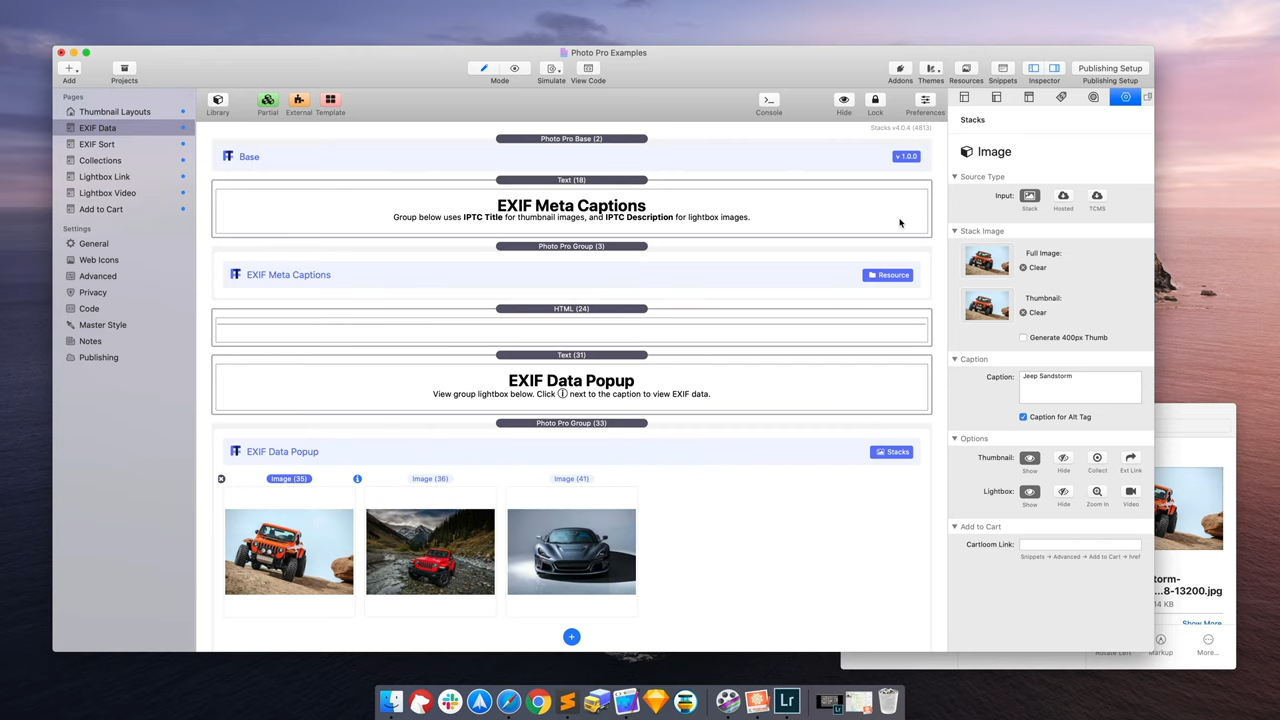 Photo Pro Examples
Add
Projects
Mode
Simulate
View Code
Addons
Themes
Resources
Snippets
Inspector
Publishing Setup
Publishing Setup
Pages
Thumbnail Layouts
EXIF Data
EXIF Sort
Collections
Lightbox Link
Lightbox Video
Add to Cart
Settings
General
Web Icons
Advanced
Privacy
Code
Master Style
Notes
Publishing
Library
Partial
External
Template
Console
Hide
Lock
Preferences
Stacks v4.0.4 (4813)
Photo Pro Base (2)
Base
v 1.0.0
Text (18)
EXIF Meta Captions
Group below uses IPTC Title for thumbnail images, and IPTC Description for lightbox images.
Photo Pro Group (3)
EXIF Meta Captions
Resource
HTML (24)
Text (31)
EXIF Data Popup
View group lightbox below. Click ⓘ next to the caption to view EXIF data.
Photo Pro Group (33)
EXIF Data Popup
Stacks
Image (35)
Image (36)
Image (41)
Stacks
Image
Source Type
Input:
Stack
Hosted
TCMS
Stack Image
Full Image:
Clear
Thumbnail:
Clear
Generate 400px Thumb
Caption
Caption:
Jeep Sandstorm
Caption for Alt Tag
Options
Thumbnail:
Show
Hide
Collect
Ext Link
Lightbox:
Show
Hide
Zoom In
Video
Add to Cart
Cartloom Link:
Snippets → Advanced → Add to Cart → href
torm-
...8-13200.jpg
14 KB
Show More
Rotate Left
Markup
More...
Lr